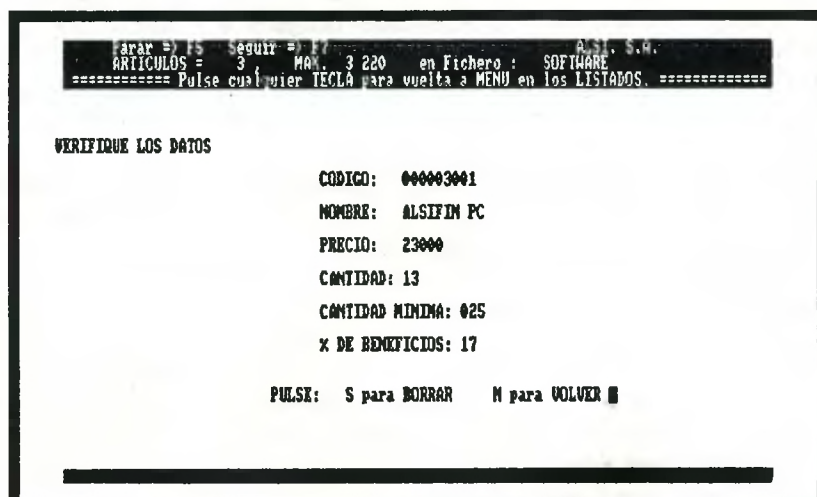 Parar =) F5 Seguir =) F7 ALSI. S.A.
ARTICULOS = 3 , MAX. 3 220 en Fichero : SOFTWARE
============ Pulse cualquier TECLA para vuelta a MENU en los LISTADOS. =============
VERIFIQUE LOS DATOS
CODIGO: 000003001
NOMBRE: ALSIFIN PC
PRECIO: 23000
CANTIDAD: 13
CANTIDAD MINIMA: 025
% DE BENEFICIOS: 17
PULSE: S para BORRAR M para VOLVER